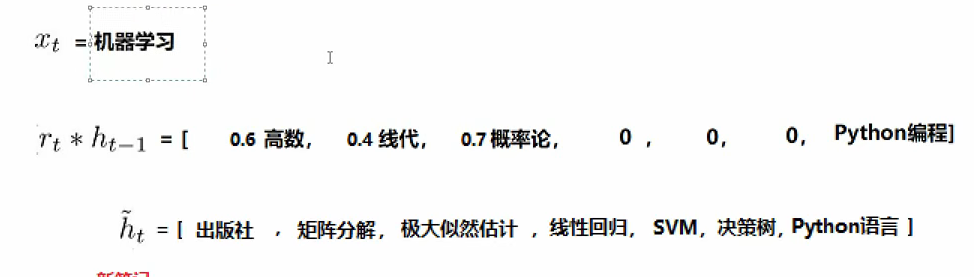 x_t = 机器学习
r_t * h_{t-1} = [ 0.6 高数， 0.4 线代， 0.7 概率论， 0 ， 0， 0， Python编程]
h̃_t = [ 出版社 ， 矩阵分解， 极大似然估计 ， 线性回归， SVM， 决策树， Python语言 ]